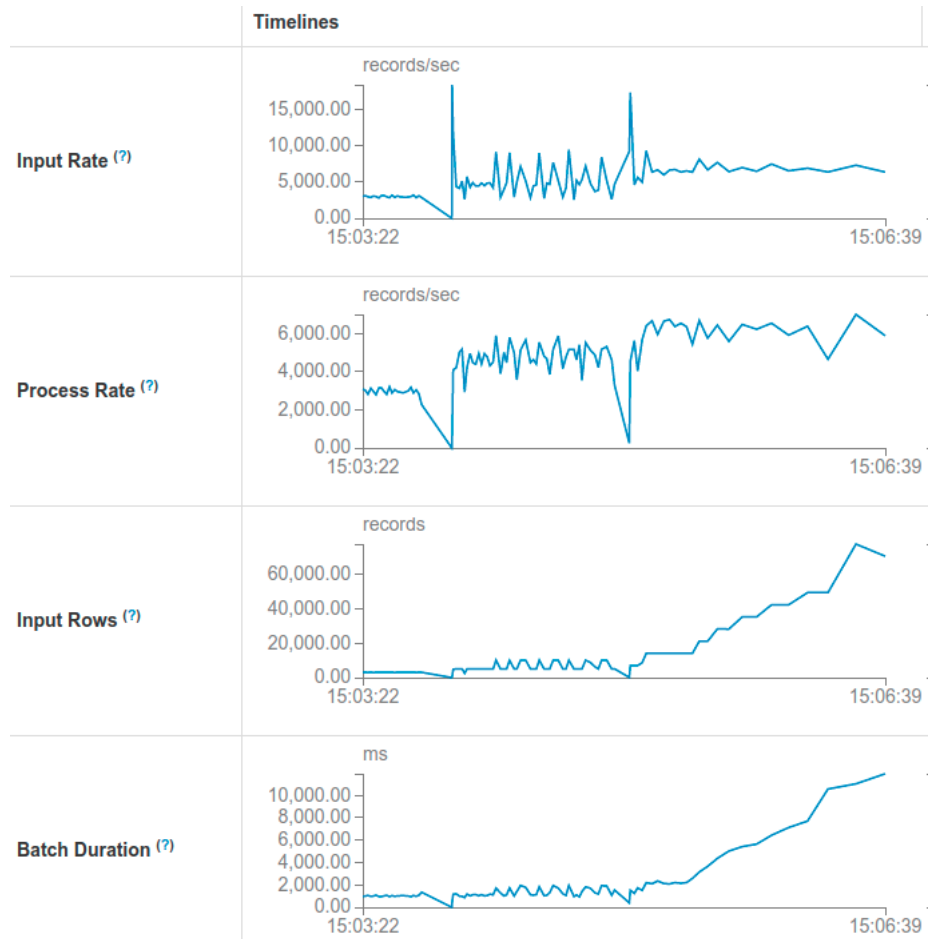 Timelines
Input Rate (?)
records/sec
15,000.00
10,000.00
5,000.00
0.00
15:03:22
15:06:39
Process Rate (?)
records/sec
6,000.00
4,000.00
2,000.00
0.00
15:03:22
15:06:39
Input Rows (?)
records
60,000.00
40,000.00
20,000.00
0.00
15:03:22
15:06:39
Batch Duration (?)
ms
10,000.00
8,000.00
6,000.00
4,000.00
2,000.00
0.00
15:03:22
15:06:39